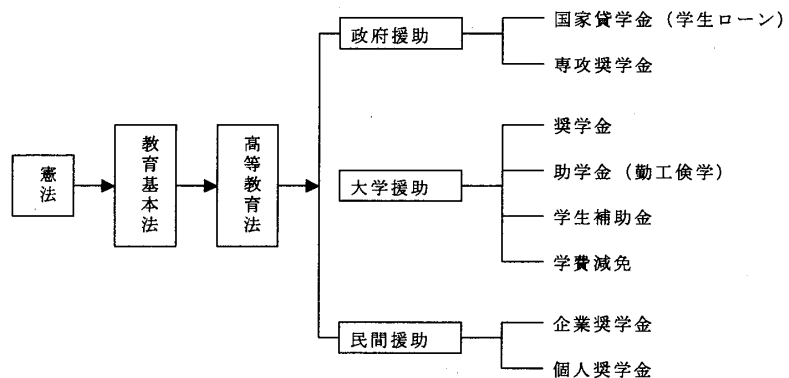 憲法
教育基本法
高等教育法
政府援助
国家貸学金（学生ローン）
専攻奨学金
大学援助
奨学金
助学金（勤工倹学）
学生補助金
学費減免
民間援助
企業奨学金
個人奨学金